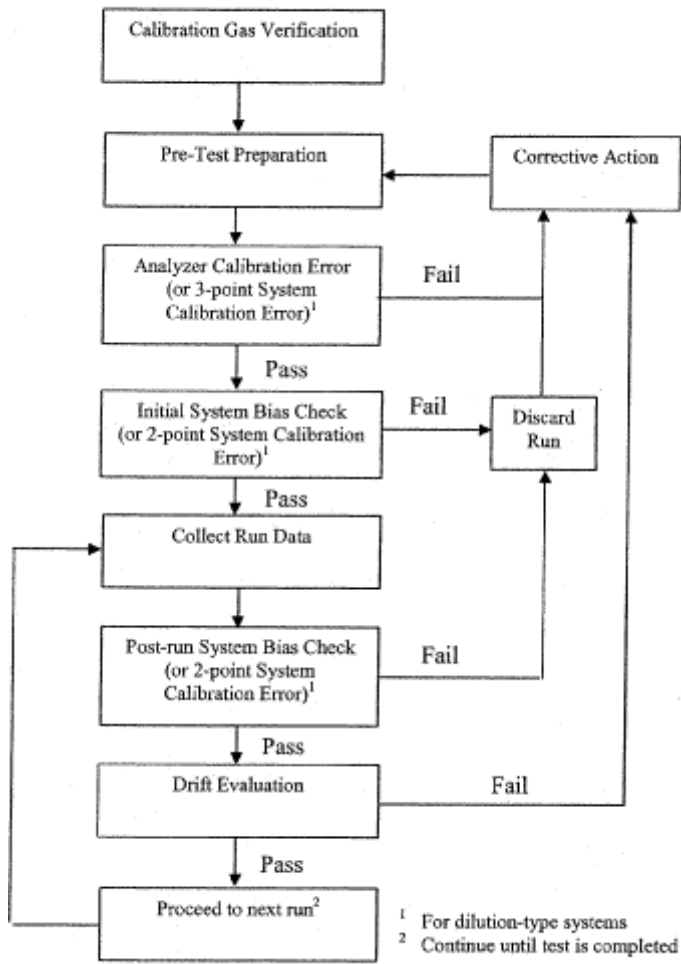 Calibration Gas Verification
Pre-Test Preparation
Corrective Action
Analyzer Calibration Error
(or 3-point System
Calibration Error)¹
Fail
Pass
Initial System Bias Check
(or 2-point System Calibration
Error)¹
Fail
Discard
Run
Pass
Collect Run Data
Post-run System Bias Check
(or 2-point System
Calibration Error)¹
Fail
Pass
Drift Evaluation
Fail
Pass
Proceed to next run²
¹ For dilution-type systems
² Continue until test is completed